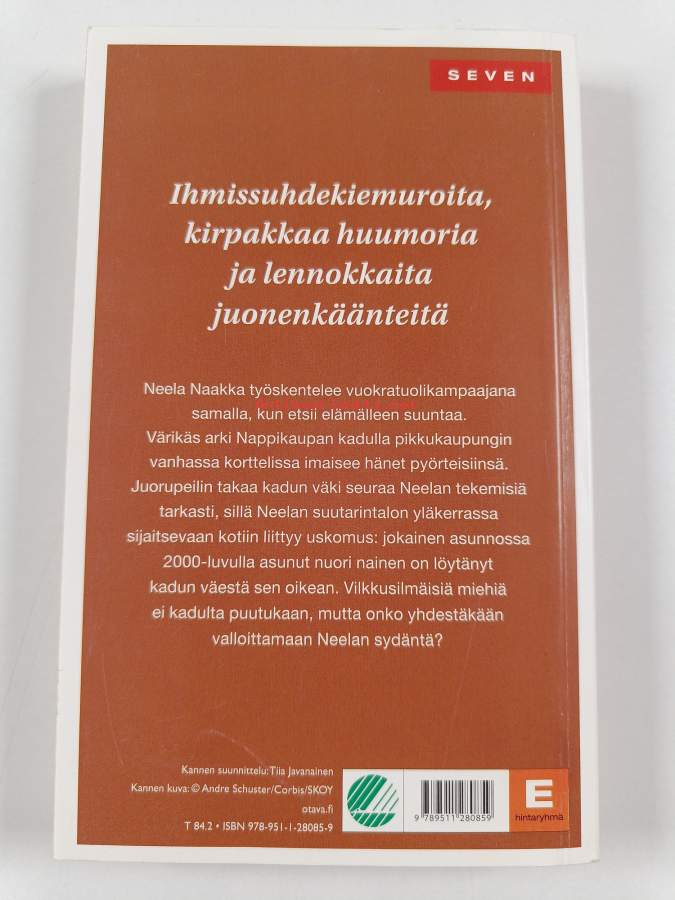 SEVEN
Ihmissuhdekiemuroita,
kirpakkaa huumoria
ja lennokkaita
juonenkäänteitä
Neela Naakka työskentelee vuokratuolikampaajana
samalla, kun etsii elämälleen suuntaa.
Värikäs arki Nappikaupan kadulla pikkukaupungin
vanhassa korttelissa imaisee hänet pyörteisiinsä.
Juorupeilin takaa kadun väki seuraa Neelan tekemisiä
tarkasti, sillä Neelan suutarintalon yläkerrassa
sijaitsevaan kotiin liittyy uskomus: jokainen asunnossa
2000-luvulla asunut nuori nainen on löytänyt
kadun väestä sen oikean. Vilkkusilmäisiä miehiä
ei kadulta puutukaan, mutta onko yhdestäkään
valloittamaan Neelan sydäntä?
Kannen suunnittelu: Tiia Javanainen
Kannen kuva: © Andre Schuster/Corbis/SKOY
otava.fi
T 84.2 • ISBN 978-951-1-28085-9
9 789511 280859
E
hintaryhmä